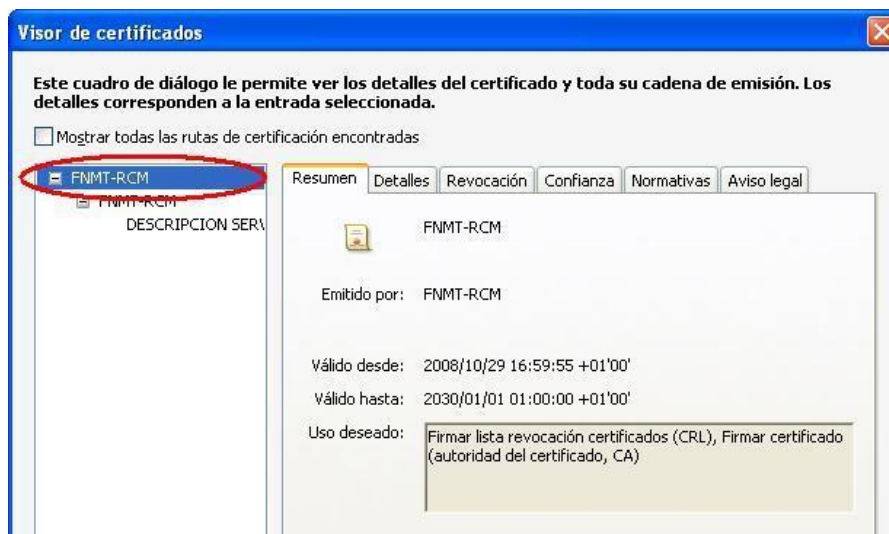 Visor de certificados
Este cuadro de diálogo le permite ver los detalles del certificado y toda su cadena de emisión. Los
detalles corresponden a la entrada seleccionada.
Mostrar todas las rutas de certificación encontradas
FNMT-RCM
FNMT-RCM
DESCRIPCION SER
Resumen Detalles Revocación Confianza Normativas Aviso legal
FNMT-RCM
Emitido por: FNMT-RCM
Válido desde: 2008/10/29 16:59:55 +01'00'
Válido hasta: 2030/01/01 01:00:00 +01'00'
Uso deseado: Firmar lista revocación certificados (CRL), Firmar certificado
(autoridad del certificado, CA)